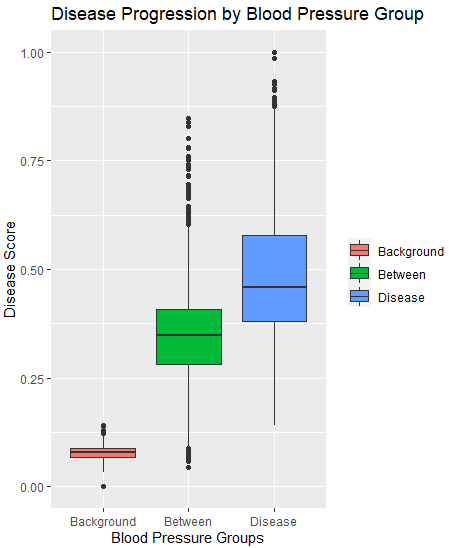 Disease Progression by Blood Pressure Group
1.00
0.75
0.50
0.25
0.00
Disease Score
Background Between Disease
Blood Pressure Groups
Background
Between
Disease